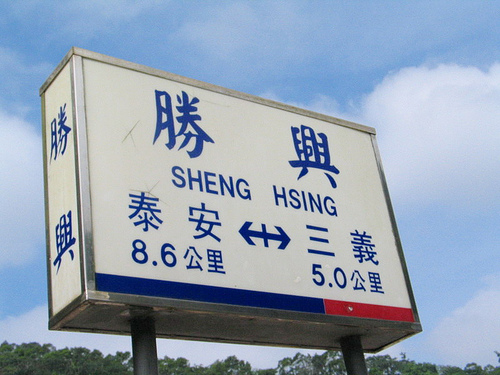 勝興
勝 興
SHENG HSING
泰安 ↔ 三義
8.6公里 5.0公里